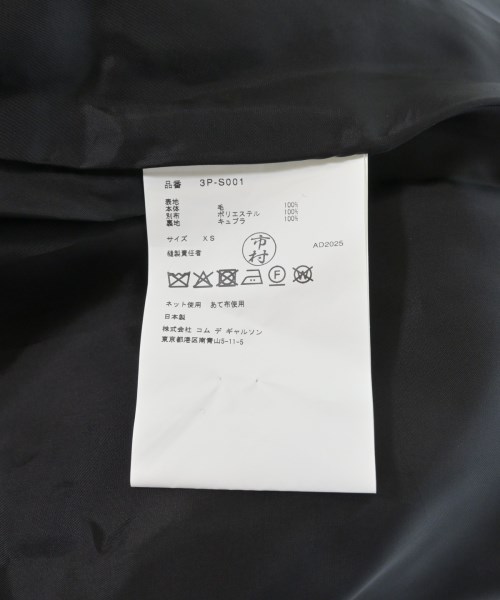 品番 3P-S001
表地
本体 毛 100%
別布 ポリエステル 100%
裏地 キュプラ 100%
サイズ XS
市村
AD2025
縫製責任者
ネット使用 あて布使用
日本製
株式会社 コム デ ギャルソン
東京都港区南青山5-11-5